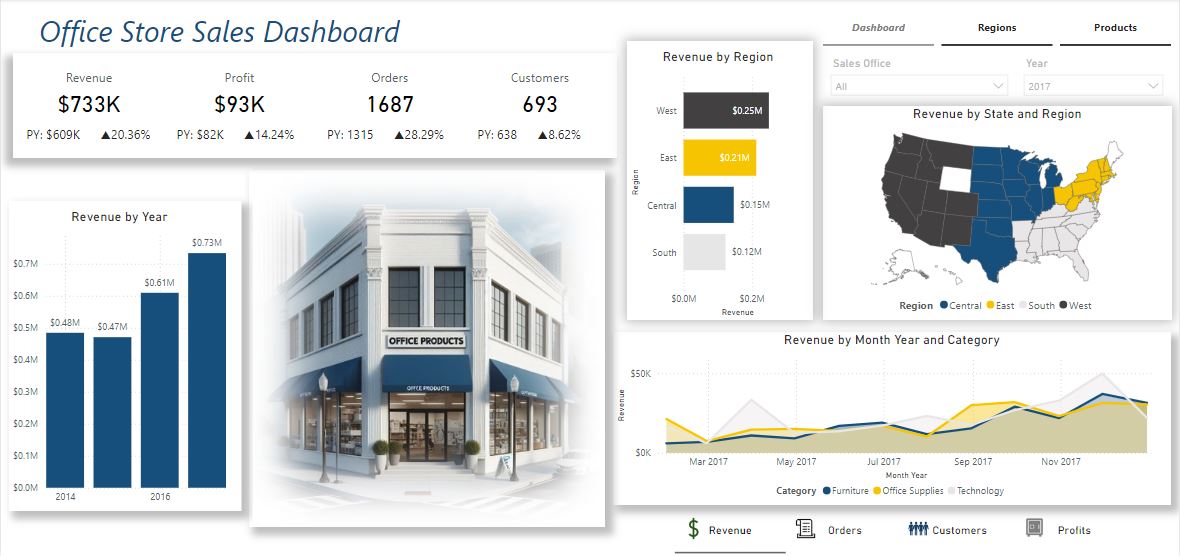 Office Store Sales Dashboard
Dashboard Regions Products
Sales Office Year
All 2017
Revenue Profit Orders Customers
$733K $93K 1687 693
PY: $609K ▲20.36% PY: $82K ▲14.24% PY: 1315 ▲28.29% PY: 638 ▲8.62%
Revenue by Year
$0.7M
$0.6M
$0.5M
$0.4M
$0.3M
$0.2M
$0.1M
$0.0M
$0.48M
$0.47M
$0.61M
$0.73M
2014 2016
OFFICE PRODUCTS
OFFICE PRODUCTS
Revenue by Region
Region
West $0.25M
East $0.21M
Central $0.15M
South $0.12M
$0.0M $0.2M
Revenue
Revenue by State and Region
Region Central East South West
Revenue by Month Year and Category
Revenue
$50K
$0K
Mar 2017 May 2017 Jul 2017 Sep 2017 Nov 2017
Month Year
Category Furniture Office Supplies Technology
$ Revenue Orders Customers Profits